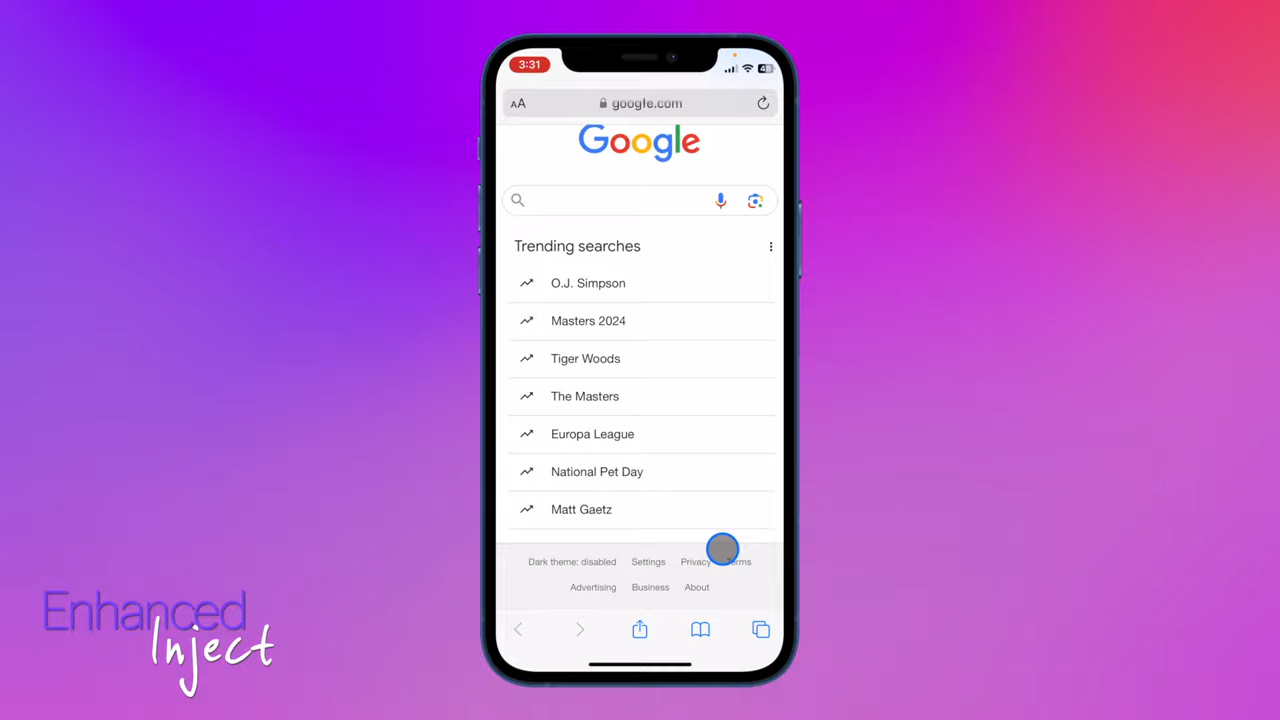 3:31
48
AA google.com
Google
Trending searches
O.J. Simpson
Masters 2024
Tiger Woods
The Masters
Europa League
National Pet Day
Matt Gaetz
Dark theme: disabled Settings Privacy
Advertising Business About
Enhanced
Inject